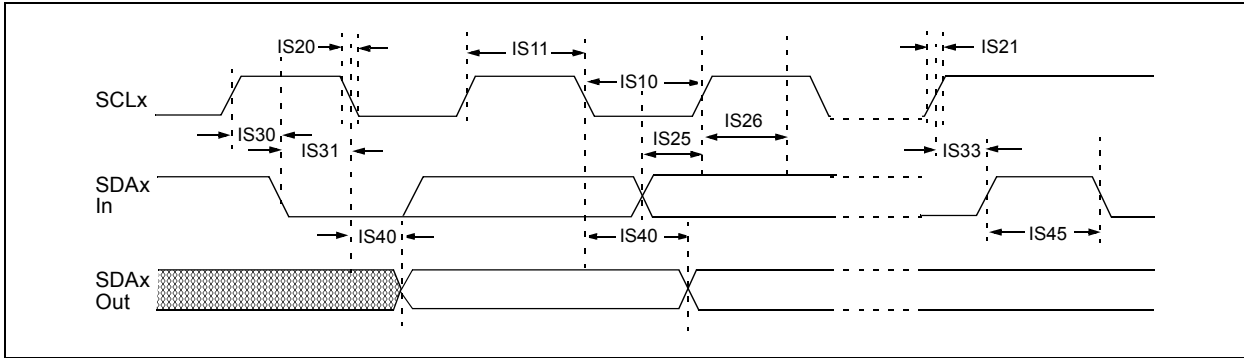 IS20
IS11
IS21
IS10
SCLx
IS30
IS26
IS31
IS25
IS33
SDAx
In
IS40
IS40
IS45
SDAx
Out